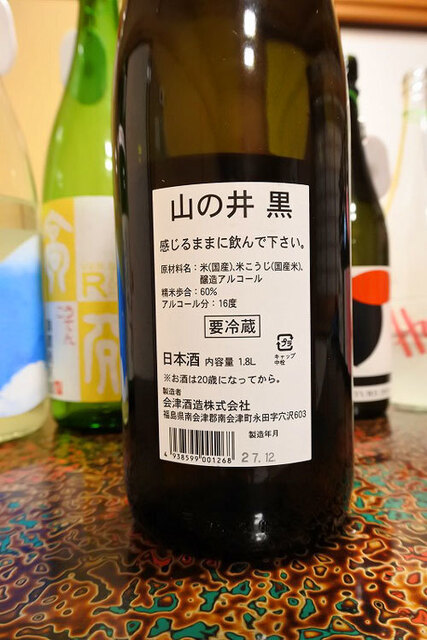 山の井 黒
感じるままに飲んで下さい。
原材料名：米(国産)、米こうじ(国産米)、
醸造アルコール
精米歩合：60%
アルコール分：16度
要冷蔵
日本酒 内容量 1.8L
プラ
キャップ
中栓
※お酒は20歳になってから。
製造者
会津酒造株式会社
福島県南会津郡南会津町永田字穴沢603
製造年月
27.12
4 938599 001268